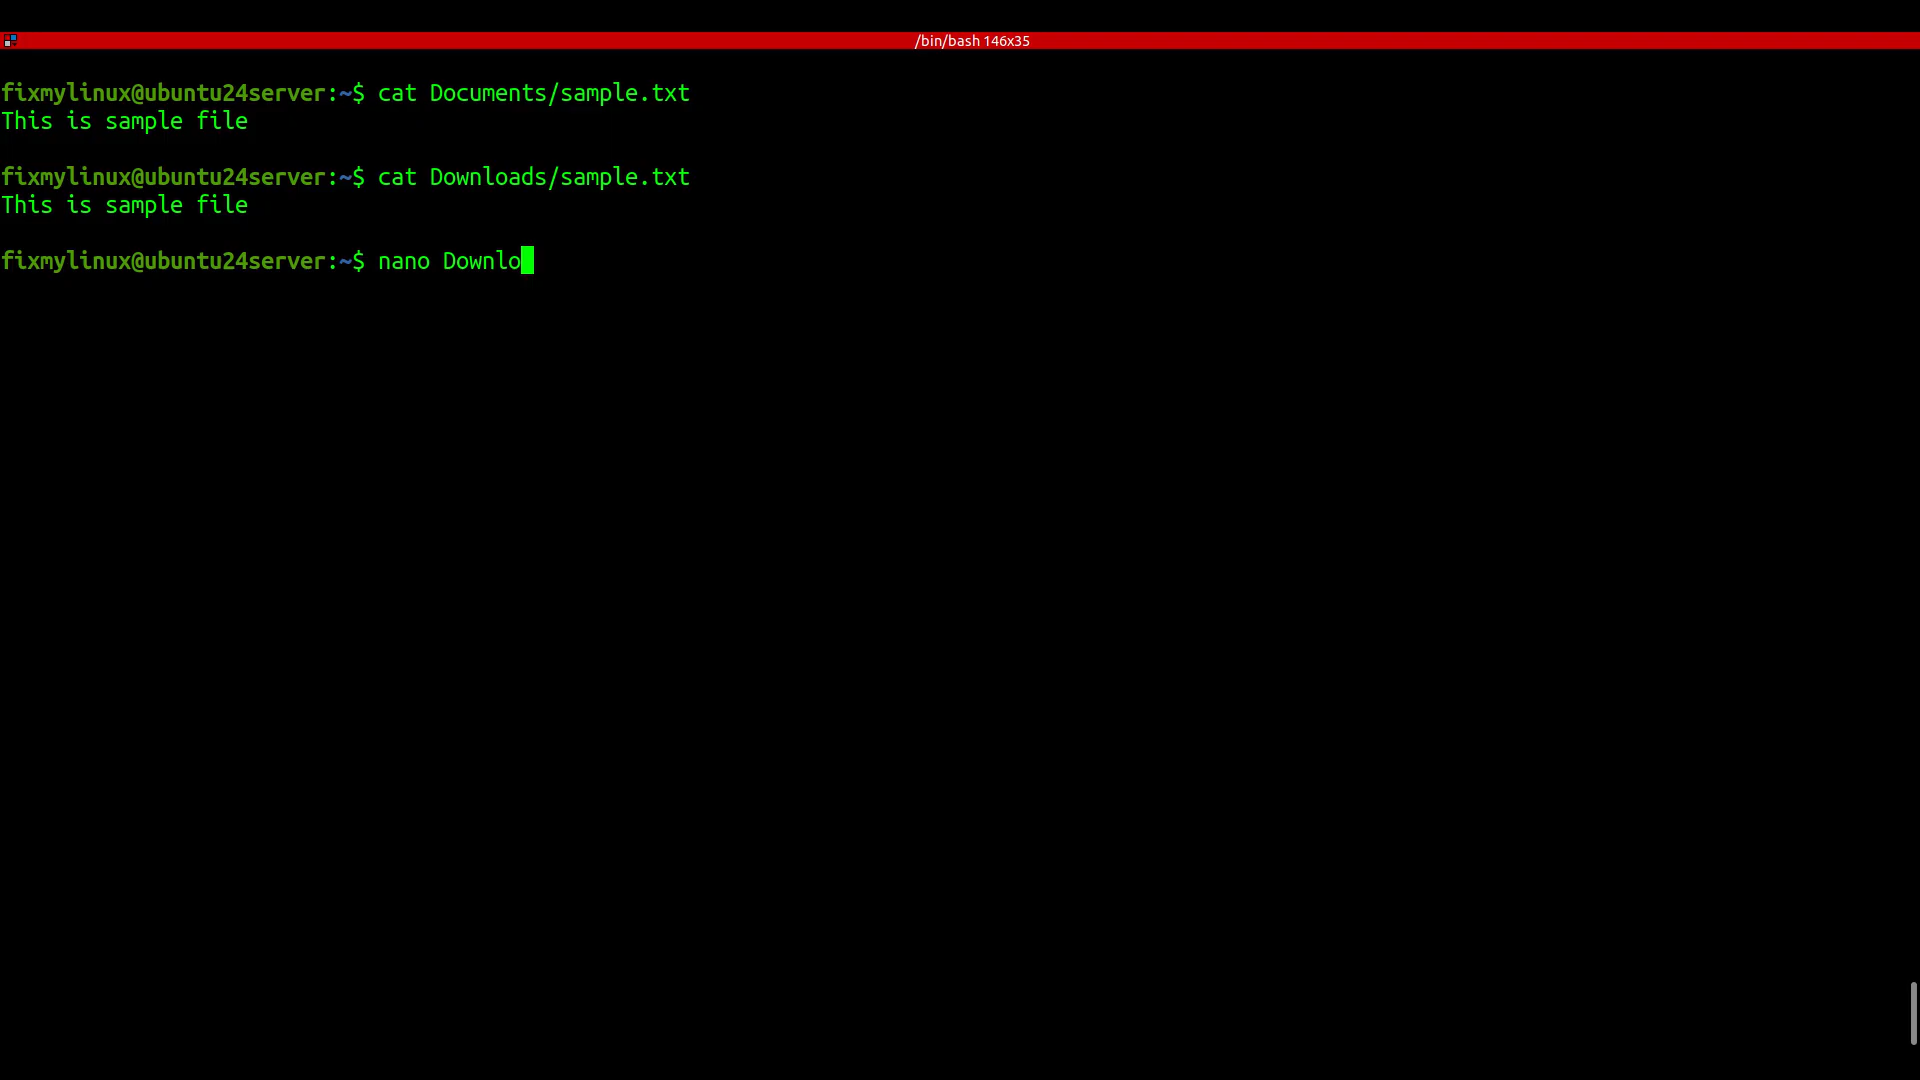 /bin/bash 146x35
fixmylinux@ubuntu24server:~$ cat Documents/sample.txt
This is sample file
fixmylinux@ubuntu24server:~$ cat Downloads/sample.txt
This is sample file
fixmylinux@ubuntu24server:~$ nano Downlo